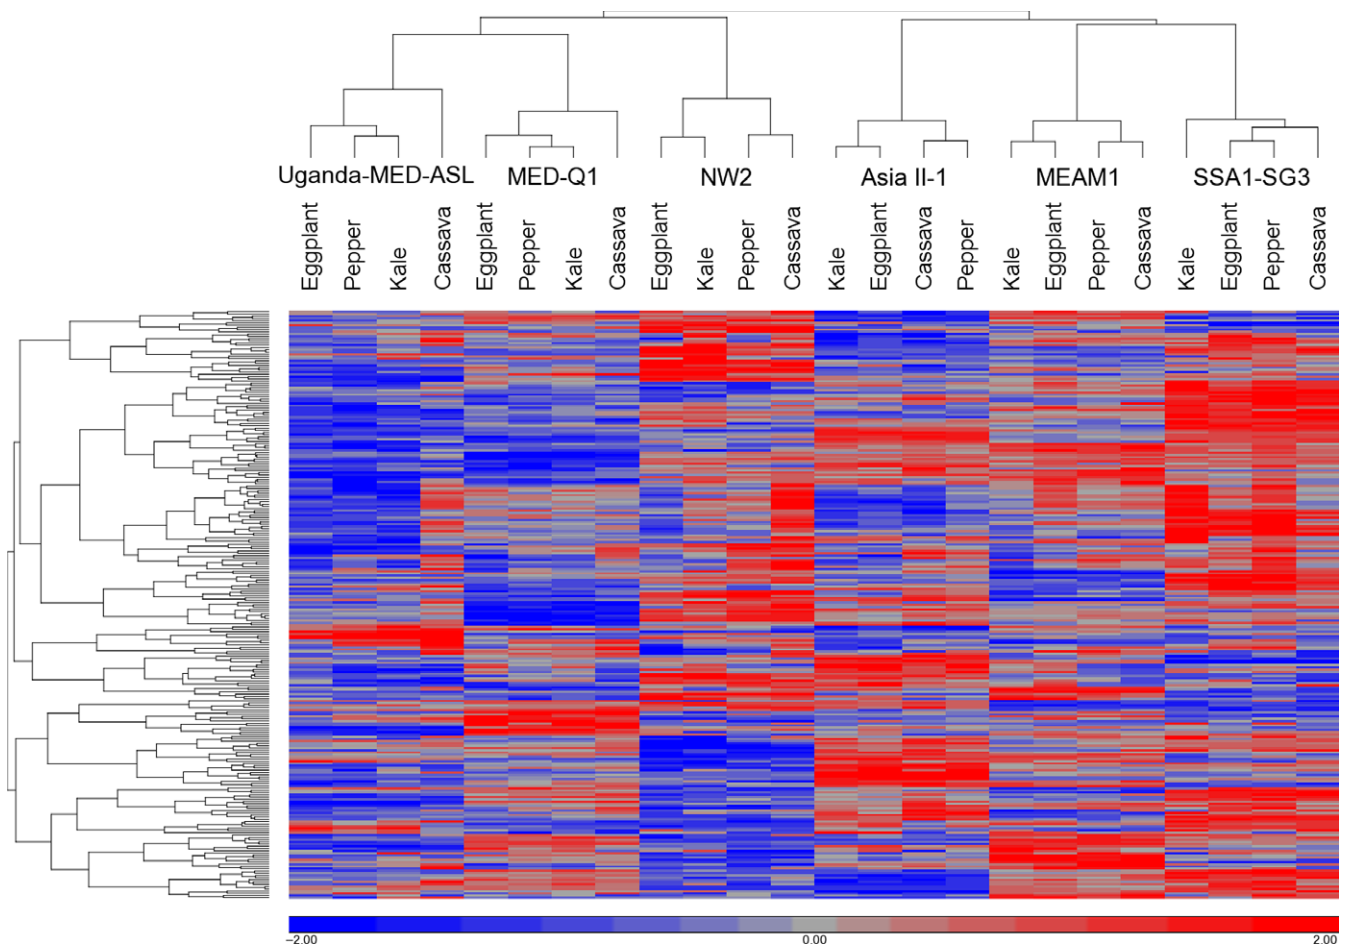 Uganda-MED-ASL MED-Q1 NW2 Asia II-1 MEAM1 SSA1-SG3
Eggplant Pepper Kale Cassava Eggplant Pepper Kale Cassava Eggplant Kale Pepper Cassava Kale Eggplant Cassava Pepper Kale Eggplant Pepper Cassava Kale Eggplant Pepper Cassava
−2.00 0.00 2.00